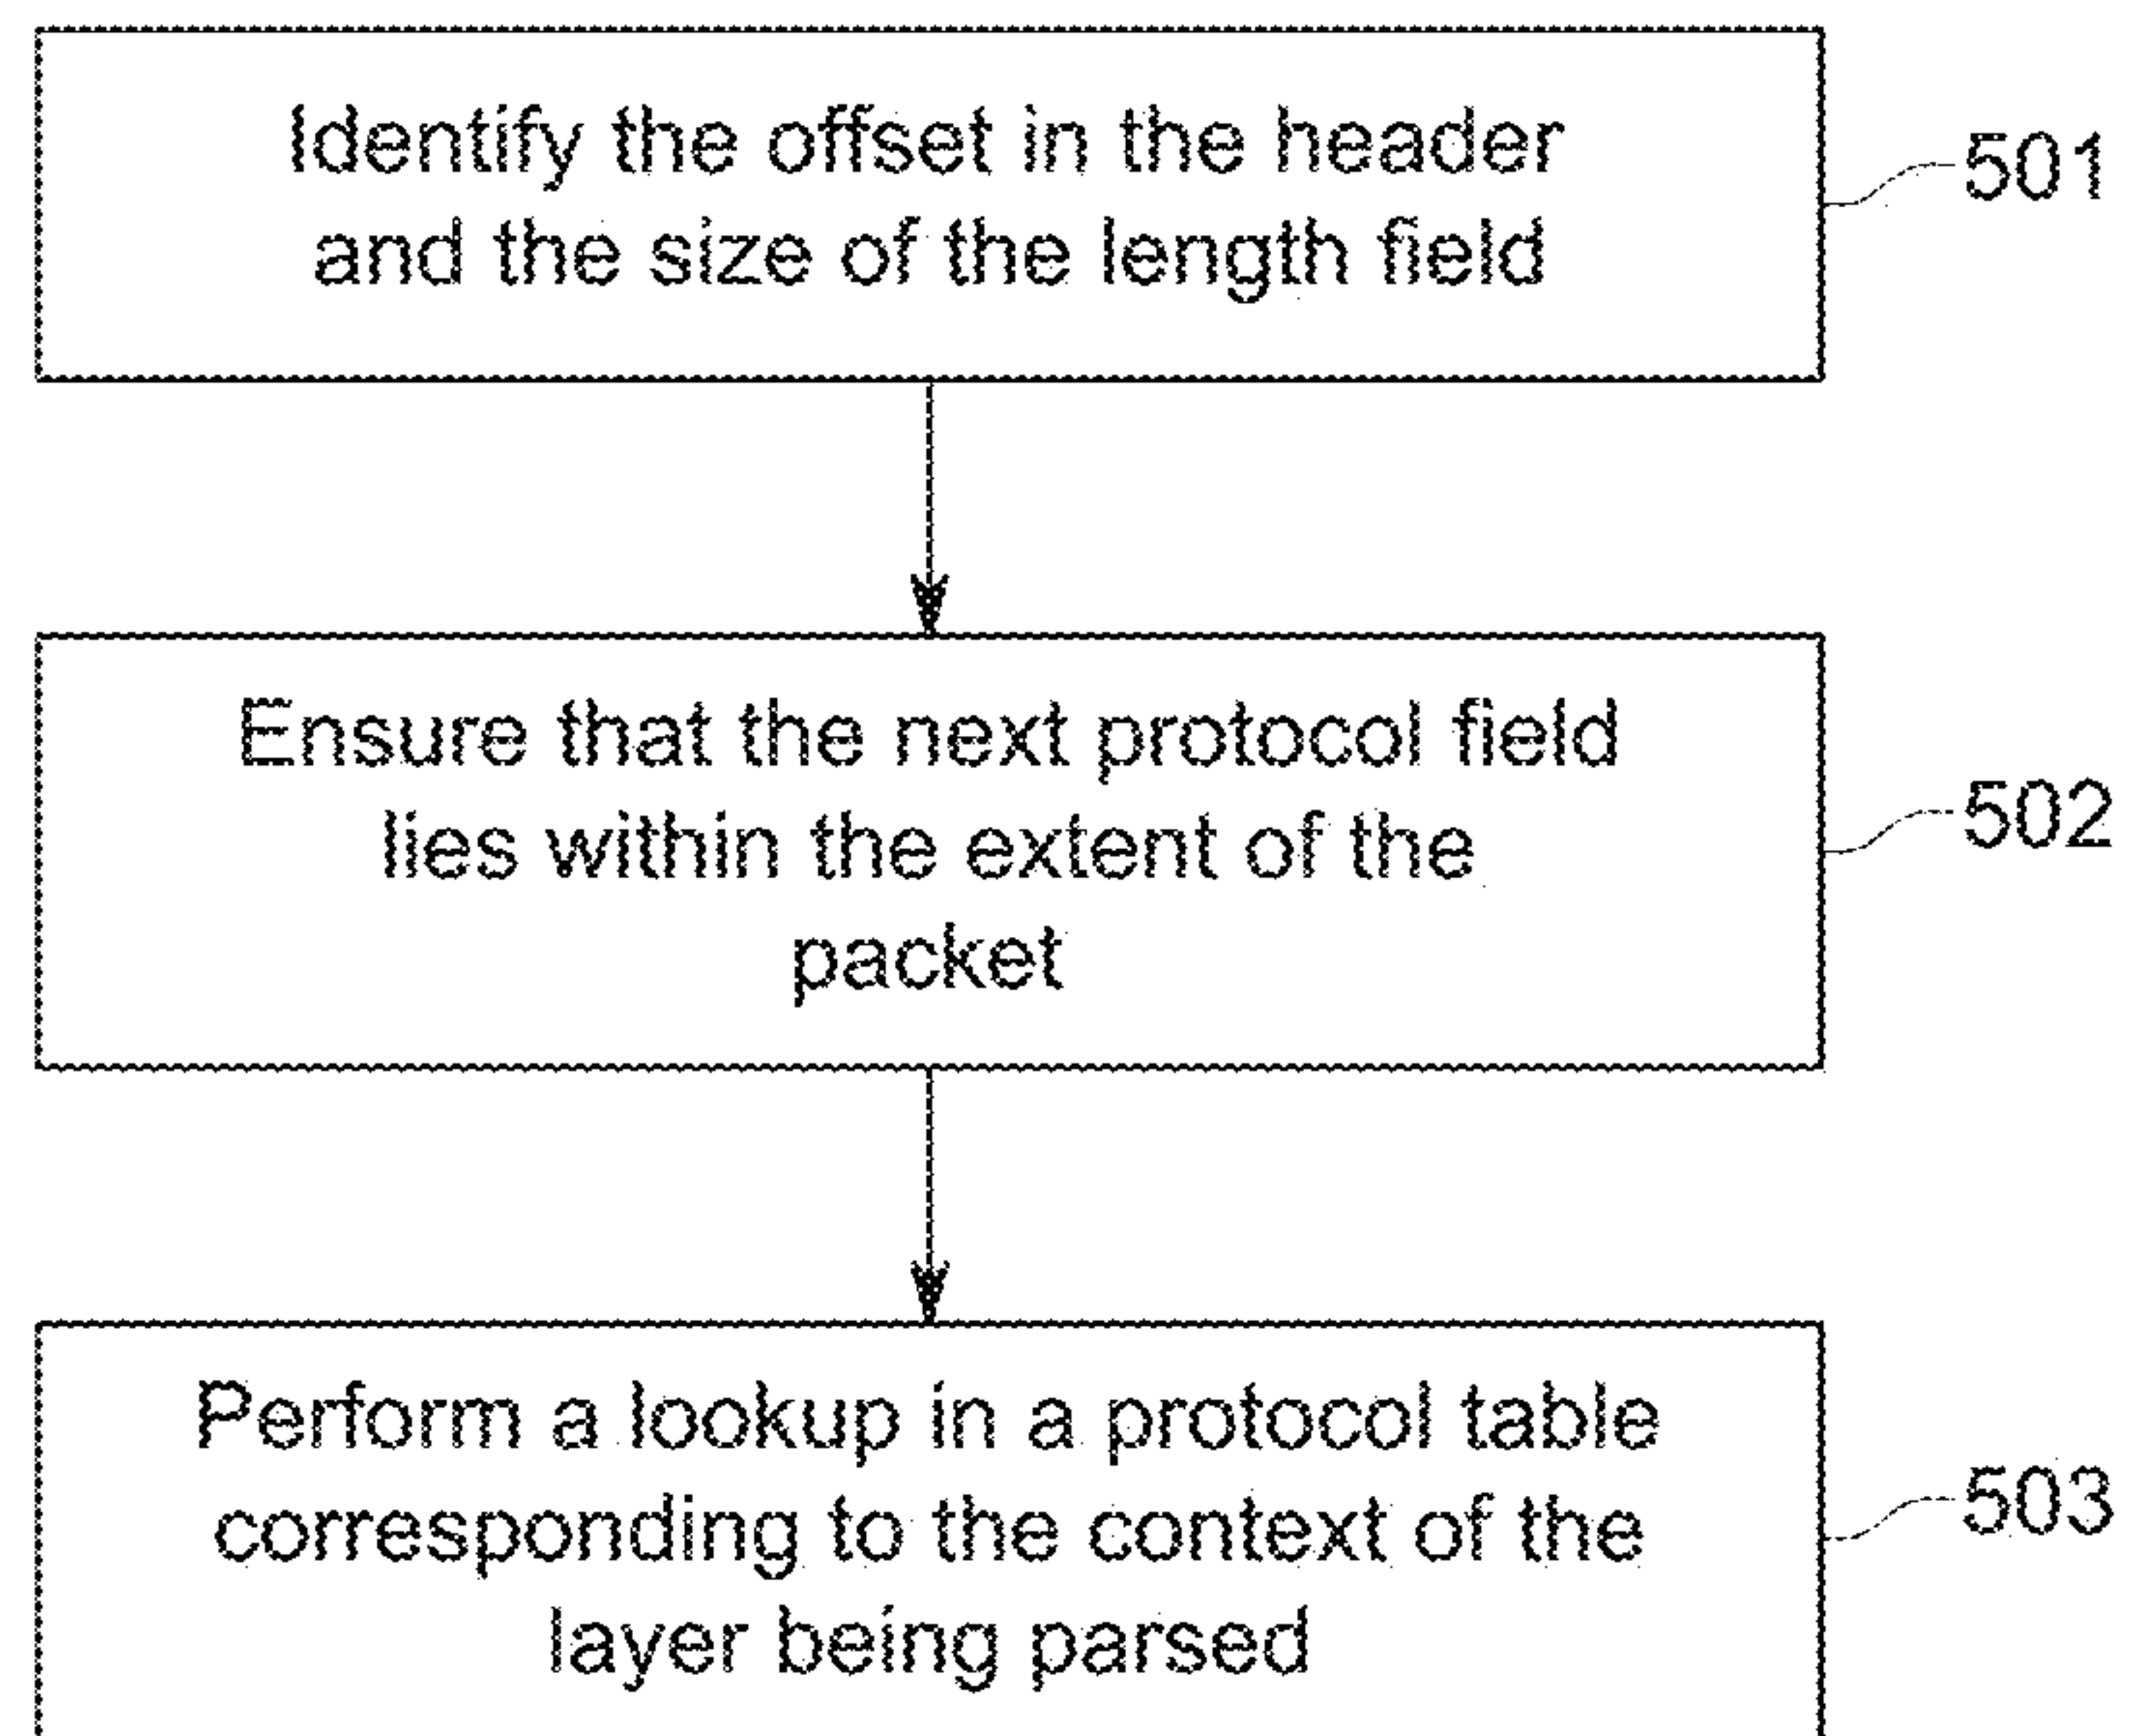 Identify the offset in the header
and the size of the length field
501
Ensure that the next protocol field
lies within the extent of the
packet
502
Perform a lookup in a protocol table
corresponding to the context of the
layer being parsed
503